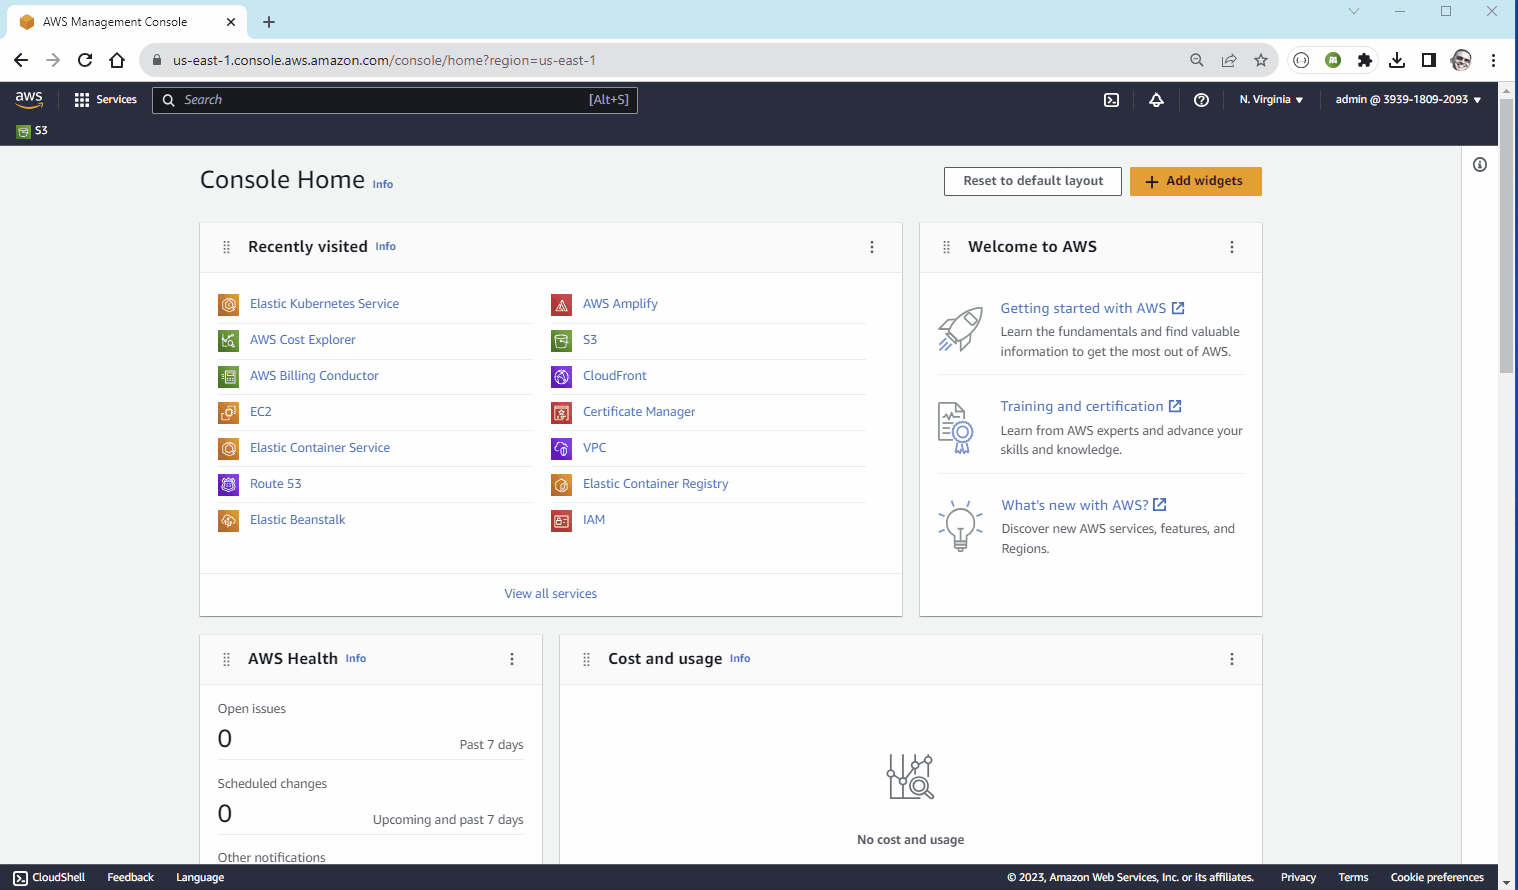 AWS Management Console
us-east-1.console.aws.amazon.com/console/home?region=us-east-1
aws
Services
Search
[Alt+S]
N. Virginia
admin @ 3939-1809-2093
S3
Console Home
Info
Reset to default layout
Add widgets
Recently visited
Info
Elastic Kubernetes Service
AWS Cost Explorer
AWS Billing Conductor
EC2
Elastic Container Service
Route 53
Elastic Beanstalk
AWS Amplify
S3
CloudFront
Certificate Manager
VPC
Elastic Container Registry
IAM
View all services
Welcome to AWS
Getting started with AWS
Learn the fundamentals and find valuable
information to get the most out of AWS.
Training and certification
Learn from AWS experts and advance your
skills and knowledge.
What's new with AWS?
Discover new AWS services, features, and
Regions.
AWS Health
Info
Open issues
0
Past 7 days
Scheduled changes
0
Upcoming and past 7 days
Other notifications
Cost and usage
Info
No cost and usage
CloudShell
Feedback
Language
© 2023, Amazon Web Services, Inc. or its affiliates.
Privacy
Terms
Cookie preferences